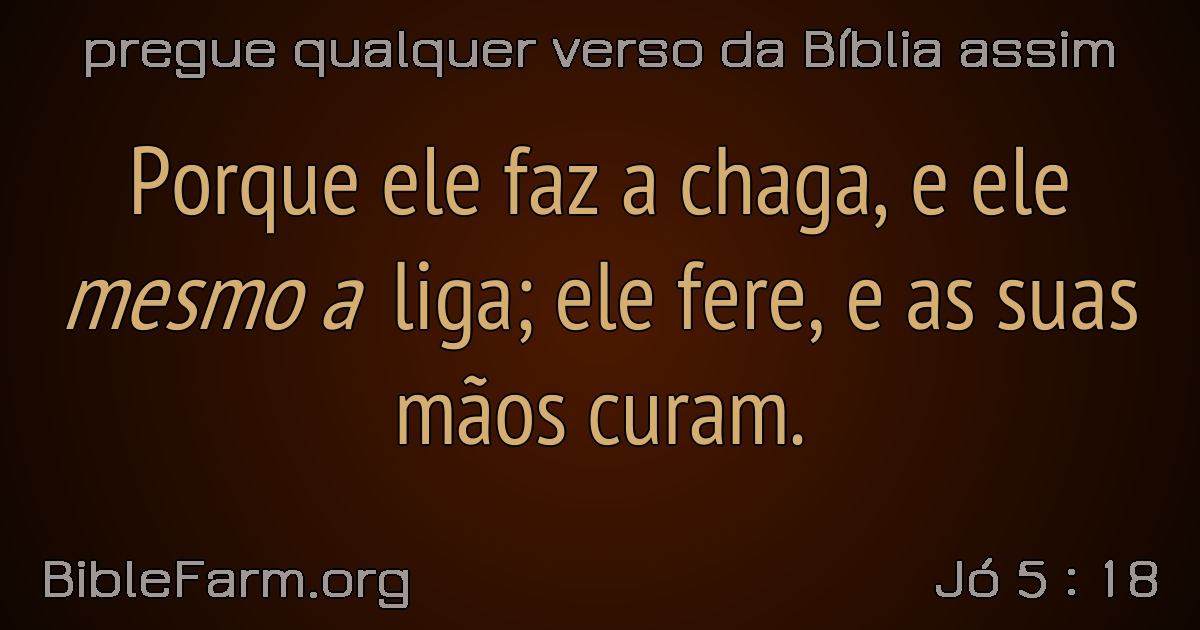 pregue qualquer verso da Bíblia assim
Porque ele faz a chaga, e ele
mesmo a liga; ele fere, e as suas
mãos curam.
BibleFarm.org
Jó 5 : 18